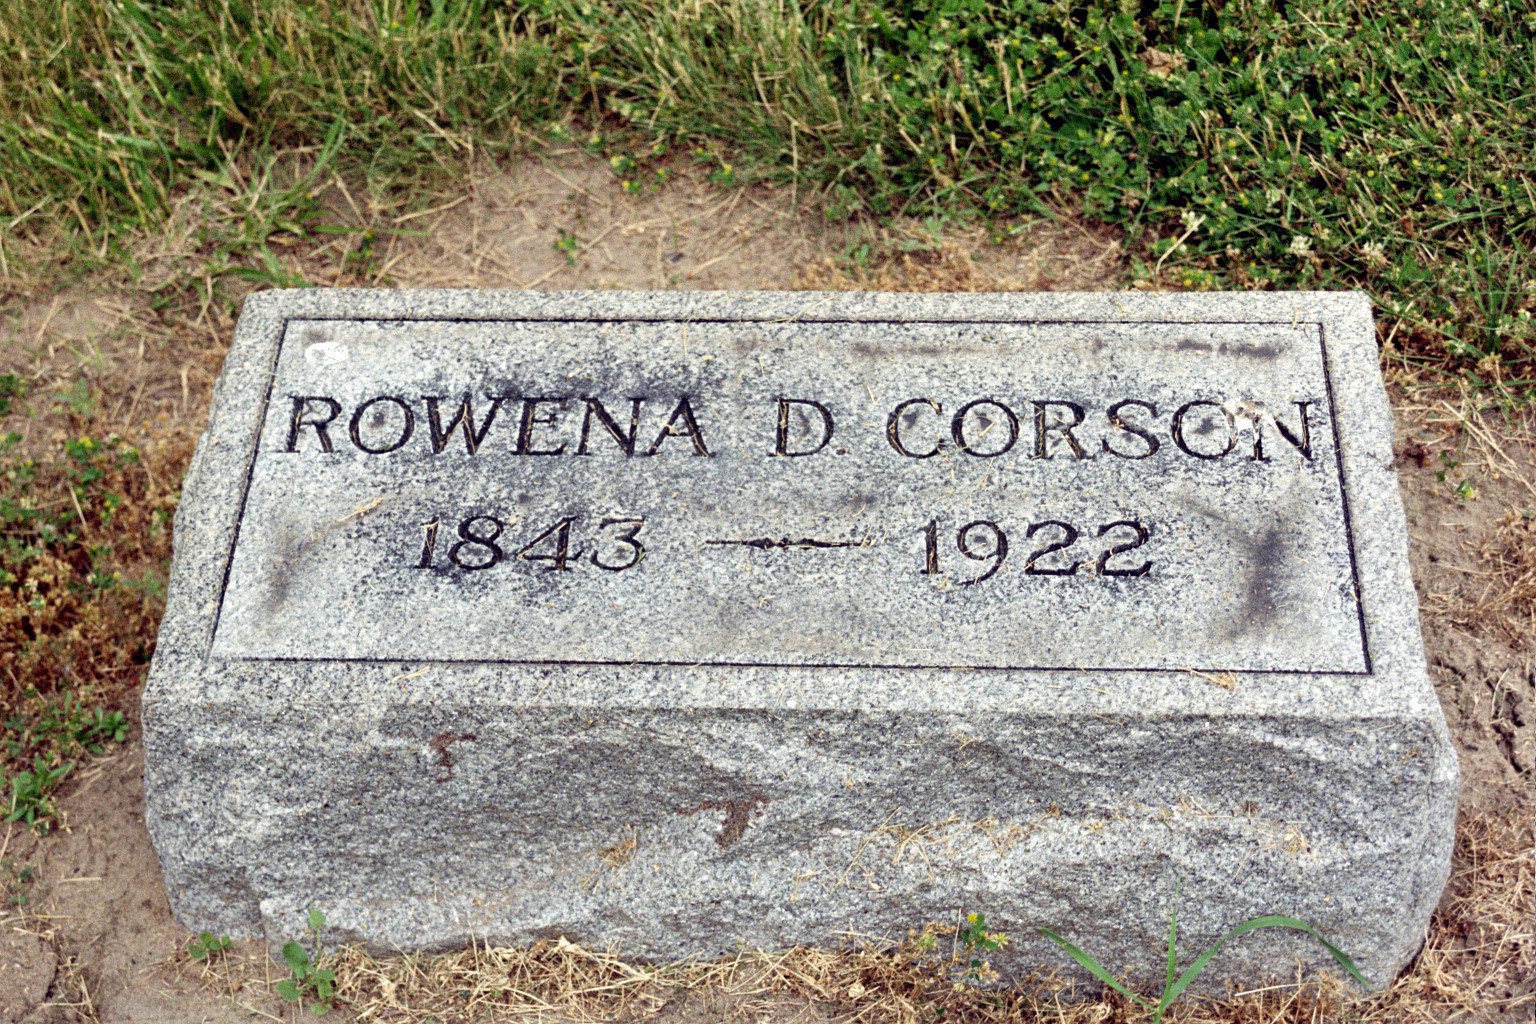 ROWENA D. CORSON
1843 — 1922